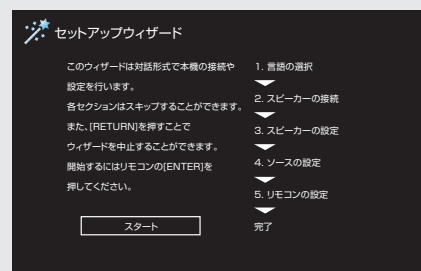 セットアップウィザード
このウィザードは対話形式で本機の接続や
設定を行います。
各セクションはスキップすることができます。
また、[RETURN]を押すことで
ウィザードを中止することができます。
開始するにはリモコンの[ENTER]を
押してください。
スタート
1. 言語の選択
2. スピーカーの接続
3. スピーカーの設定
4. ソースの設定
5. リモコンの設定
完了